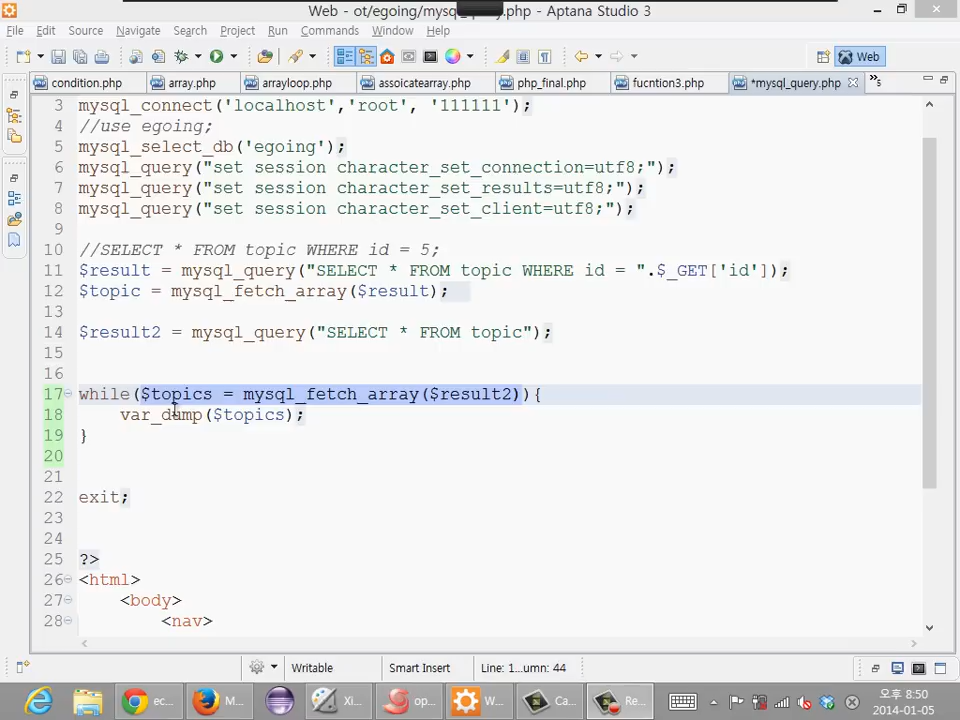 Web - ot/egoing/mysq
.php - Aptana Studio 3
File Edit Source Navigate Search Project Run Commands Window Help
Web
condition.php array.php arrayloop.php assoicatearray.php php_final.php fucntion3.php *mysql_query.php
3 mysql_connect('localhost','root', '111111');
4 //use egoing;
5 mysql_select_db('egoing');
6 mysql_query("set session character_set_connection=utf8;");
7 mysql_query("set session character_set_results=utf8;");
8 mysql_query("set session character_set_client=utf8;");
9
10 //SELECT * FROM topic WHERE id = 5;
11 $result = mysql_query("SELECT * FROM topic WHERE id = ".$_GET['id']);
12 $topic = mysql_fetch_array($result);
13
14 $result2 = mysql_query("SELECT * FROM topic");
15
16
17 while($topics = mysql_fetch_array($result2)){
18 var_dump($topics);
19 }
20
21
22 exit;
23
24
25 ?>
26 <html>
27 <body>
28 <nav>
Writable Smart Insert Line: 1...umn: 44
ec... M... Xi... op... W... Ca... Re...
오후 8:50
2014-01-05